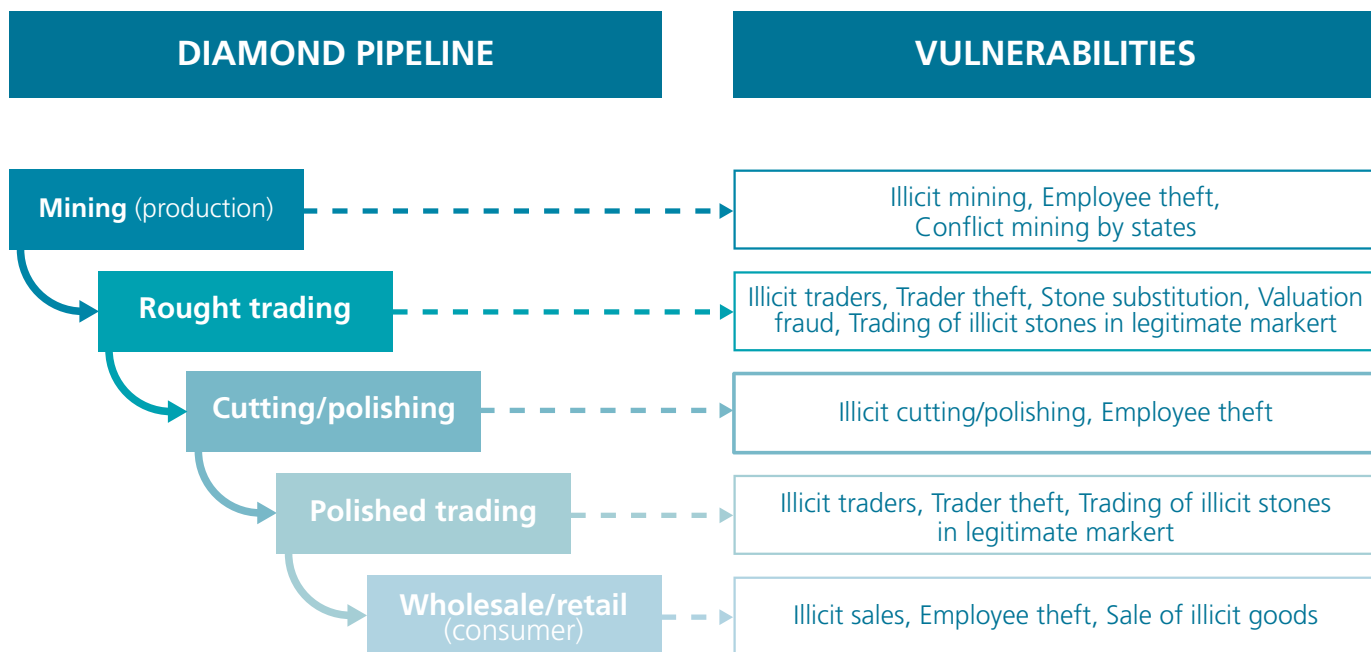 DIAMOND PIPELINE
VULNERABILITIES
Mining (production)
Illicit mining, Employee theft,
Conflict mining by states
Rought trading
Illicit traders, Trader theft, Stone substitution, Valuation
fraud, Trading of illicit stones in legitimate markert
Cutting/polishing
Illicit cutting/polishing, Employee theft
Polished trading
Illicit traders, Trader theft, Trading of illicit stones
in legitimate markert
Wholesale/retail
(consumer)
Illicit sales, Employee theft, Sale of illicit goods